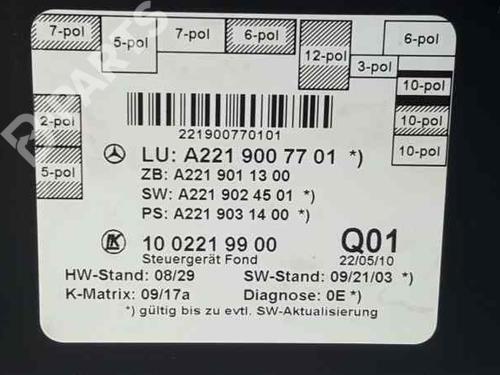 7-pol
5-pol
7-pol
6-pol
12-pol
6-pol
3-pol
10-pol
10-pol
10-pol
2-pol
5-pol
B-PARTS
221900770101
LU: A221 900 77 01 *)
ZB: A221 901 13 00
SW: A221 902 45 01 *)
PS: A221 903 14 00 *)
10 0221 99 00
Q01
Steuergerät Fond
22/05/10
HW-Stand: 08/29
SW-Stand: 09/21/03 *)
K-Matrix: 09/17a
Diagnose: 0E *)
*) gültig bis zu evtl. SW-Aktualisierung